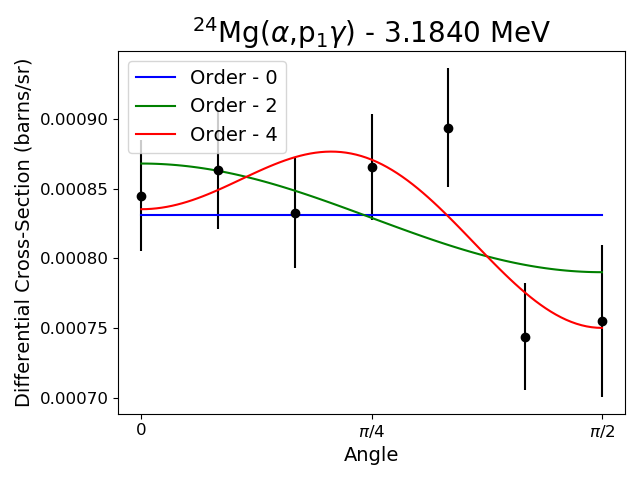 ²⁴Mg(α,p₁γ) - 3.1840 MeV
Differential Cross-Section (barns/sr)
Order - 0
Order - 2
Order - 4
0.00090
0.00085
0.00080
0.00075
0.00070
0
π/4
π/2
Angle